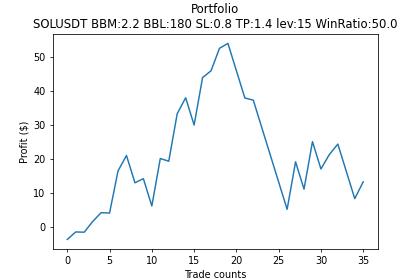 Portfolio
SOLUSDT BBM:2.2 BBL:180 SL:0.8 TP:1.4 lev:15 WinRatio:50.0
Profit ($)
50
40
30
20
10
0
0 5 10 15 20 25 30 35
Trade counts